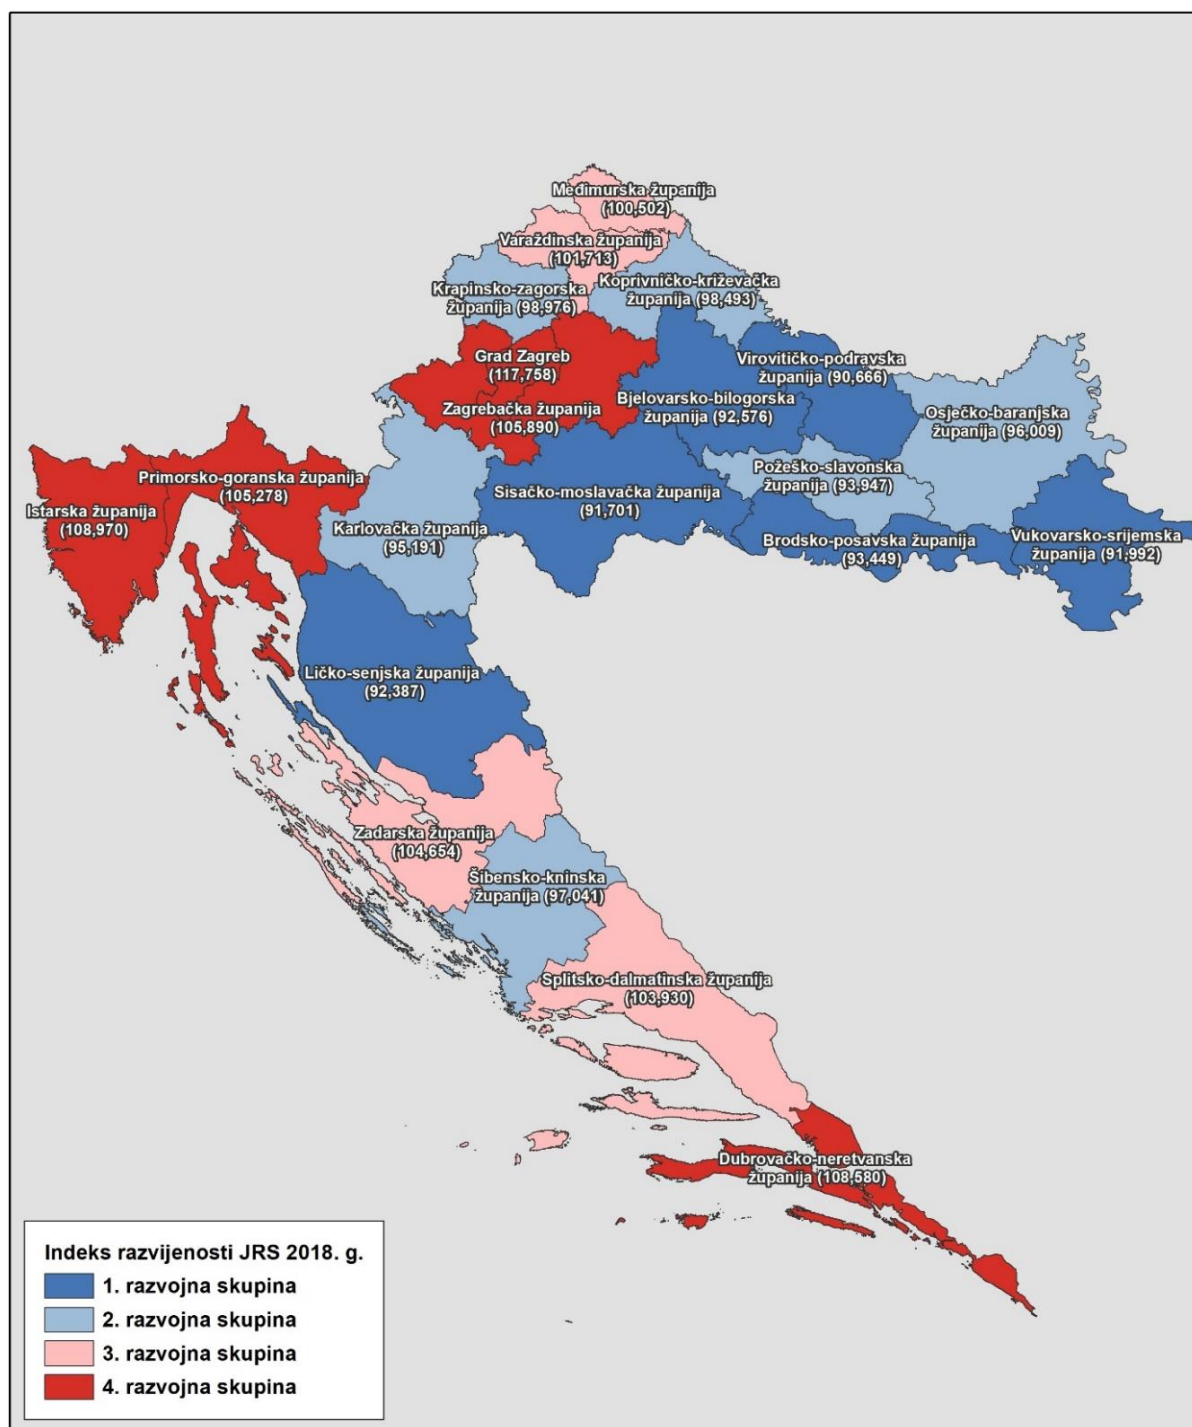 Međimurska županija
(100,502)
Varaždinska županija
(101,713)
Krapinsko-zagorska
županija (98,976)
Koprivničko-križevačka
županija (98,493)
Grad Zagreb
(117,758)
Virovitičko-podravska
županija (90,666)
Bjelovarsko-bilogorska
županija (92,576)
Zagrebačka županija
(105,890)
Osječko-baranjska
županija (96,009)
Požeško-slavonska
županija (93,947)
Primorsko-goranska županija
(105,278)
Sisačko-moslavačka županija
(91,701)
Istarska županija
(108,970)
Karlovačka županija
(95,191)
Brodsko-posavska županija
(93,449)
Vukovarsko-srijemska
županija (91,992)
Ličko-senjska županija
(92,387)
Zadarska županija
(104,654)
Šibensko-kninska
županija (97,041)
Splitsko-dalmatinska županija
(103,930)
Dubrovačko-neretvanska
županija (108,580)
Indeks razvijenosti JRS 2018. g.
1. razvojna skupina
2. razvojna skupina
3. razvojna skupina
4. razvojna skupina